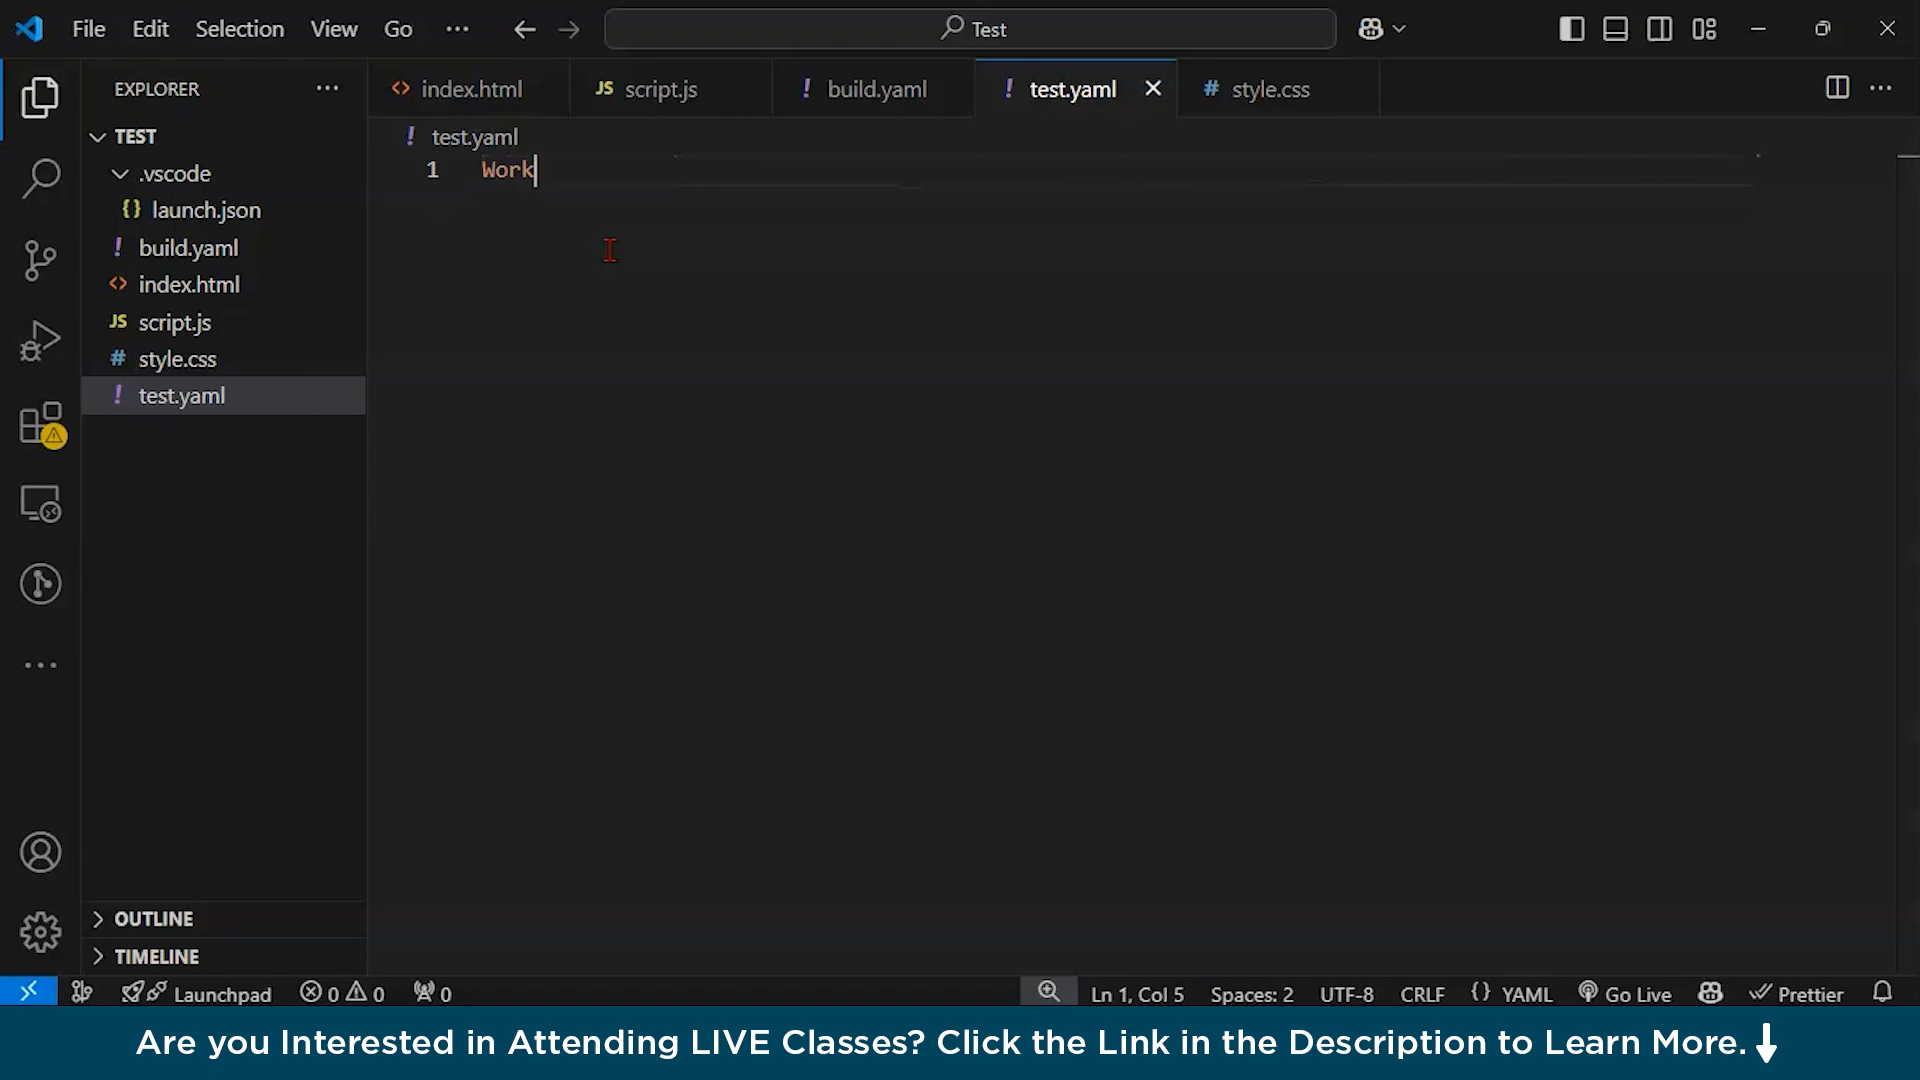 File Edit Selection View Go ··· Test
EXPLORER ···
index.html
JS script.js
! build.yaml
! test.yaml
# style.css
TEST
! test.yaml
.vscode
1 Work
{} launch.json
! build.yaml
<> index.html
JS script.js
# style.css
! test.yaml
OUTLINE
TIMELINE
Launchpad 0 0 0 Ln 1, Col 5 Spaces: 2 UTF-8 CRLF {} YAML Go Live Prettier
Are you Interested in Attending LIVE Classes? Click the Link in the Description to Learn More.